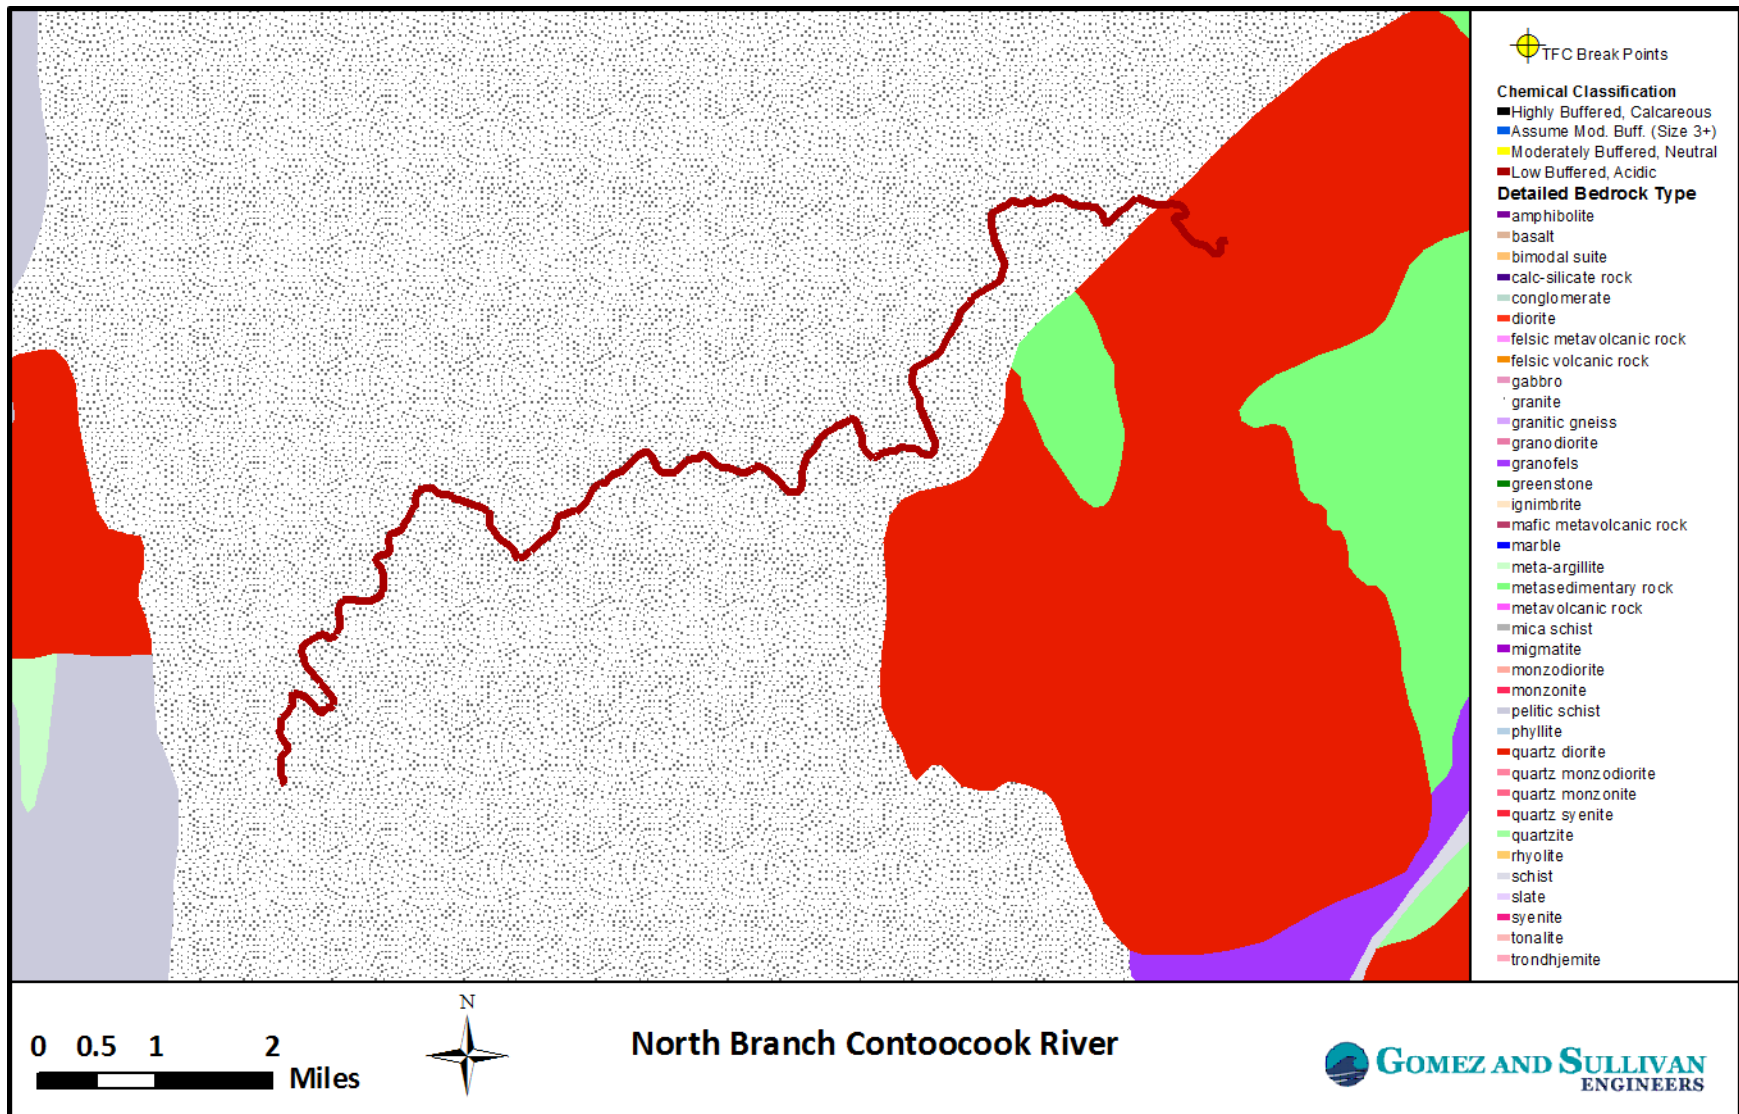 TFC Break Points
Chemical Classification
Highly Buffered, Calcareous
Assume Mod. Buff. (Size 3+)
Moderately Buffered, Neutral
Low Buffered, Acidic
Detailed Bedrock Type
amphibolite
basalt
bimodal suite
calc-silicate rock
conglomerate
diorite
felsic metavolcanic rock
felsic volcanic rock
gabbro
granite
granitic gneiss
granodiorite
granofels
greenstone
ignimbrite
mafic metavolcanic rock
marble
meta-argillite
metasedimentary rock
metavolcanic rock
mica schist
migmatite
monzodiorite
monzonite
pelitic schist
phyllite
quartz diorite
quartz monzodiorite
quartz monzonite
quartz syenite
quartzite
rhyolite
schist
slate
syenite
tonalite
trondhjemite
0 0.5 1 2
Miles
N
North Branch Contoocook River
GOMEZ AND SULLIVAN
ENGINEERS